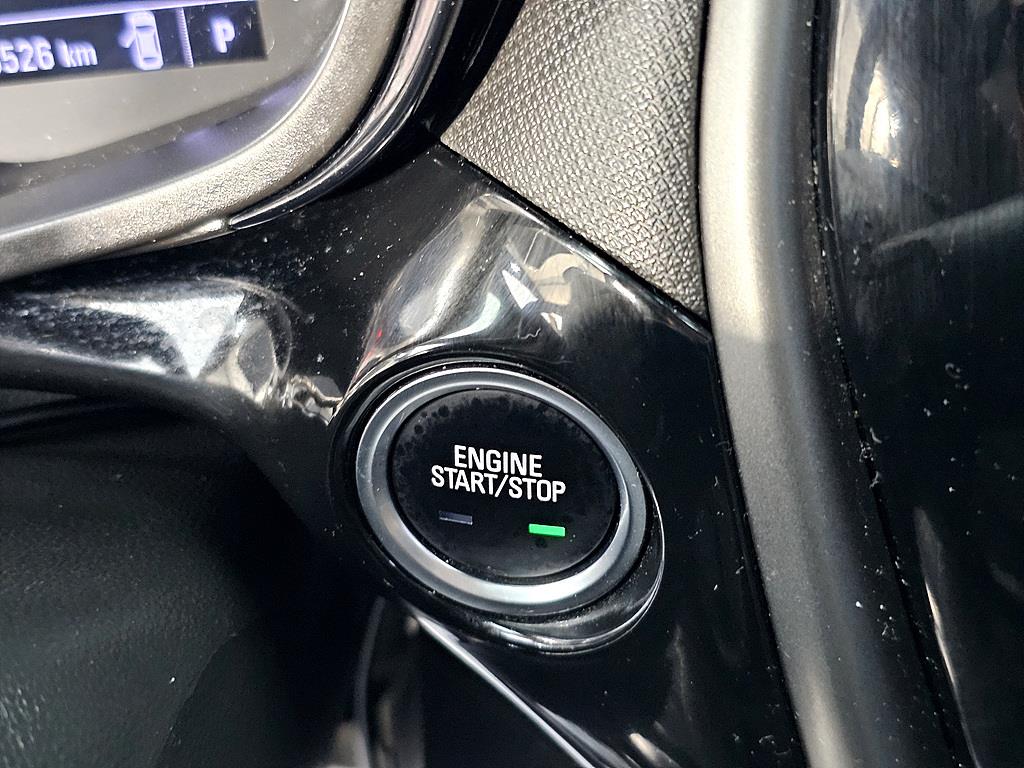 526 km P
ENGINE
START/STOP